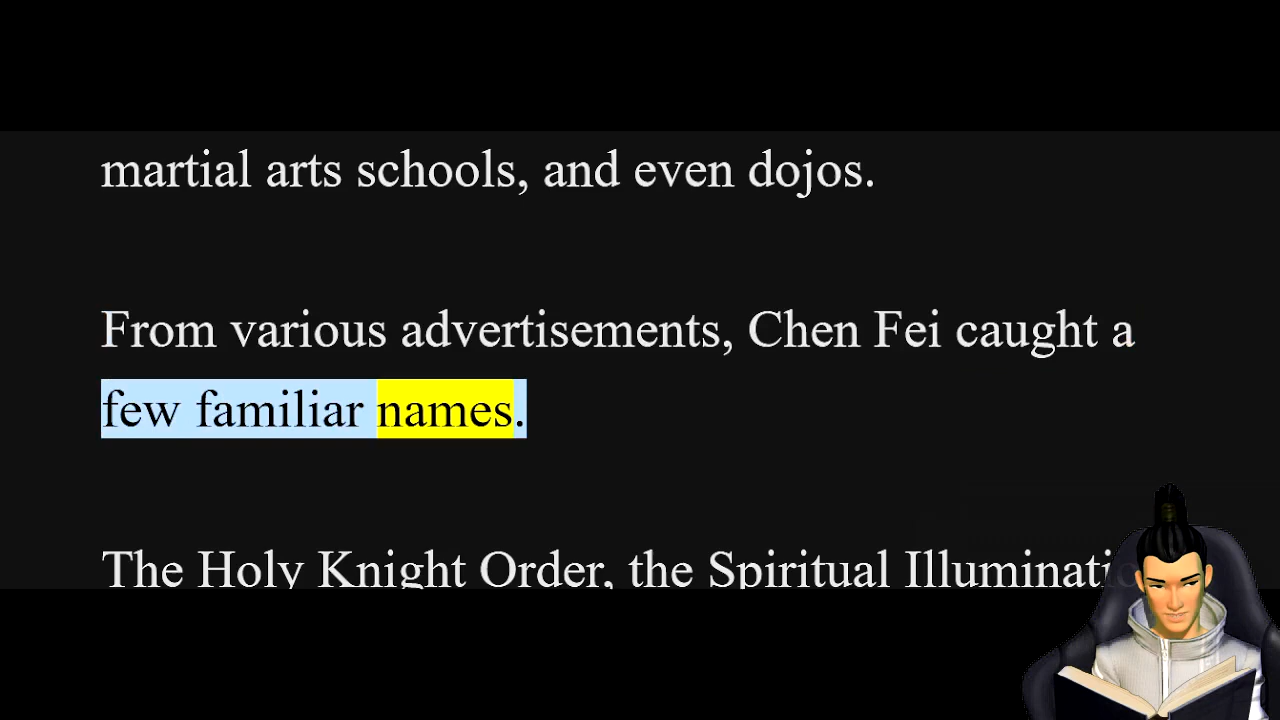 martial arts schools, and even dojos.
From various advertisements, Chen Fei caught a
few familiar names.
The Holy Knight Order, the Spiritual Illuminatio